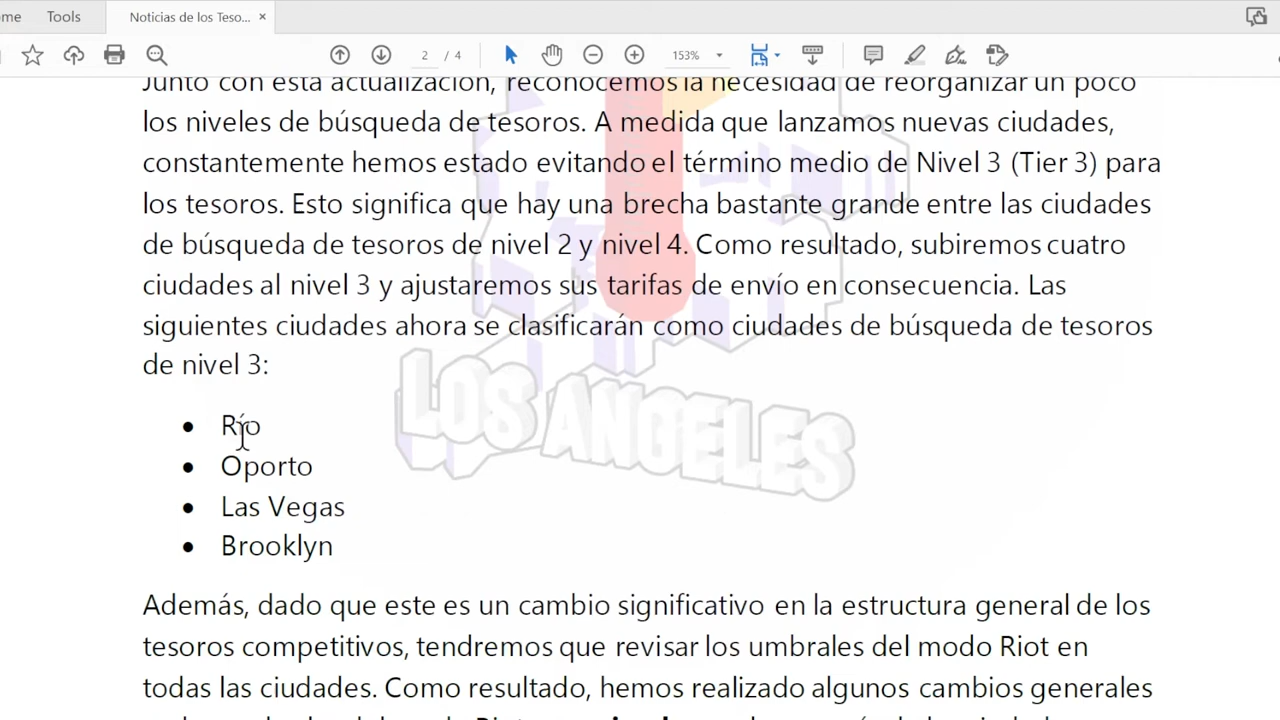 Tools
Noticias de los Teso... ×
2 / 4
153%
Junto con esta actualización, reconocemos la necesidad de reorganizar un poco
los niveles de búsqueda de tesoros. A medida que lanzamos nuevas ciudades,
constantemente hemos estado evitando el término medio de Nivel 3 (Tier 3) para
los tesoros. Esto significa que hay una brecha bastante grande entre las ciudades
de búsqueda de tesoros de nivel 2 y nivel 4. Como resultado, subiremos cuatro
ciudades al nivel 3 y ajustaremos sus tarifas de envío en consecuencia. Las
siguientes ciudades ahora se clasificarán como ciudades de búsqueda de tesoros
de nivel 3:
LOS ANGELES
• Río
• Oporto
• Las Vegas
• Brooklyn
Además, dado que este es un cambio significativo en la estructura general de los
tesoros competitivos, tendremos que revisar los umbrales del modo Riot en
todas las ciudades. Como resultado, hemos realizado algunos cambios generales